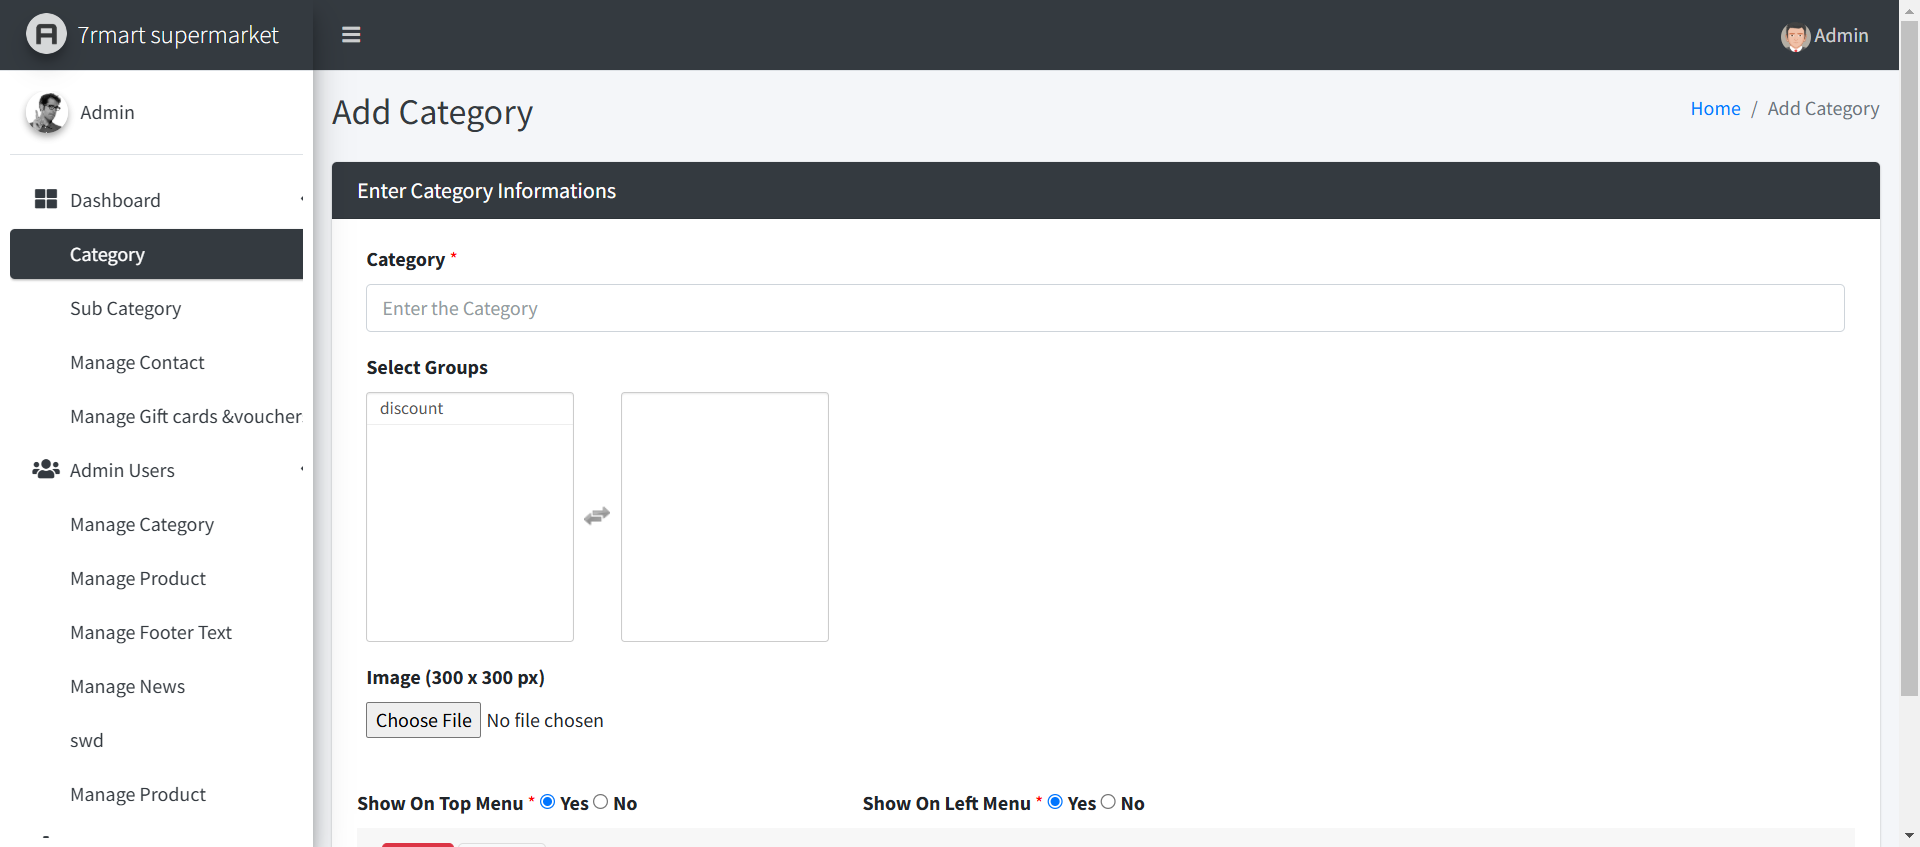 7rmart supermarket
Admin
Admin
Add Category
Home / Add Category
Dashboard
Category
Sub Category
Manage Contact
Manage Gift cards &voucher
Admin Users
Manage Category
Manage Product
Manage Footer Text
Manage News
swd
Manage Product
Enter Category Informations
Category *
Enter the Category
Select Groups
discount
Image (300 x 300 px)
Choose File No file chosen
Show On Top Menu * Yes No
Show On Left Menu * Yes No